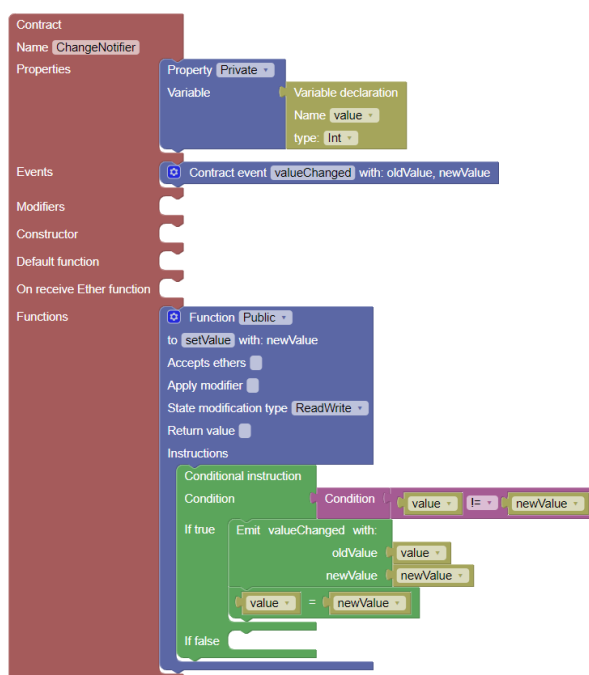 Contract
Name ChangeNotifier
Properties
Property Private
Variable
Variable declaration
Name value
type: Int
Events
Contract event valueChanged with: oldValue, newValue
Modifiers
Constructor
Default function
On receive Ether function
Functions
Function Public
to setValue with: newValue
Accepts ethers
Apply modifier
State modification type ReadWrite
Return value
Instructions
Conditional instruction
Condition Condition value != newValue
If true Emit valueChanged with:
oldValue value
newValue newValue
value = newValue
If false